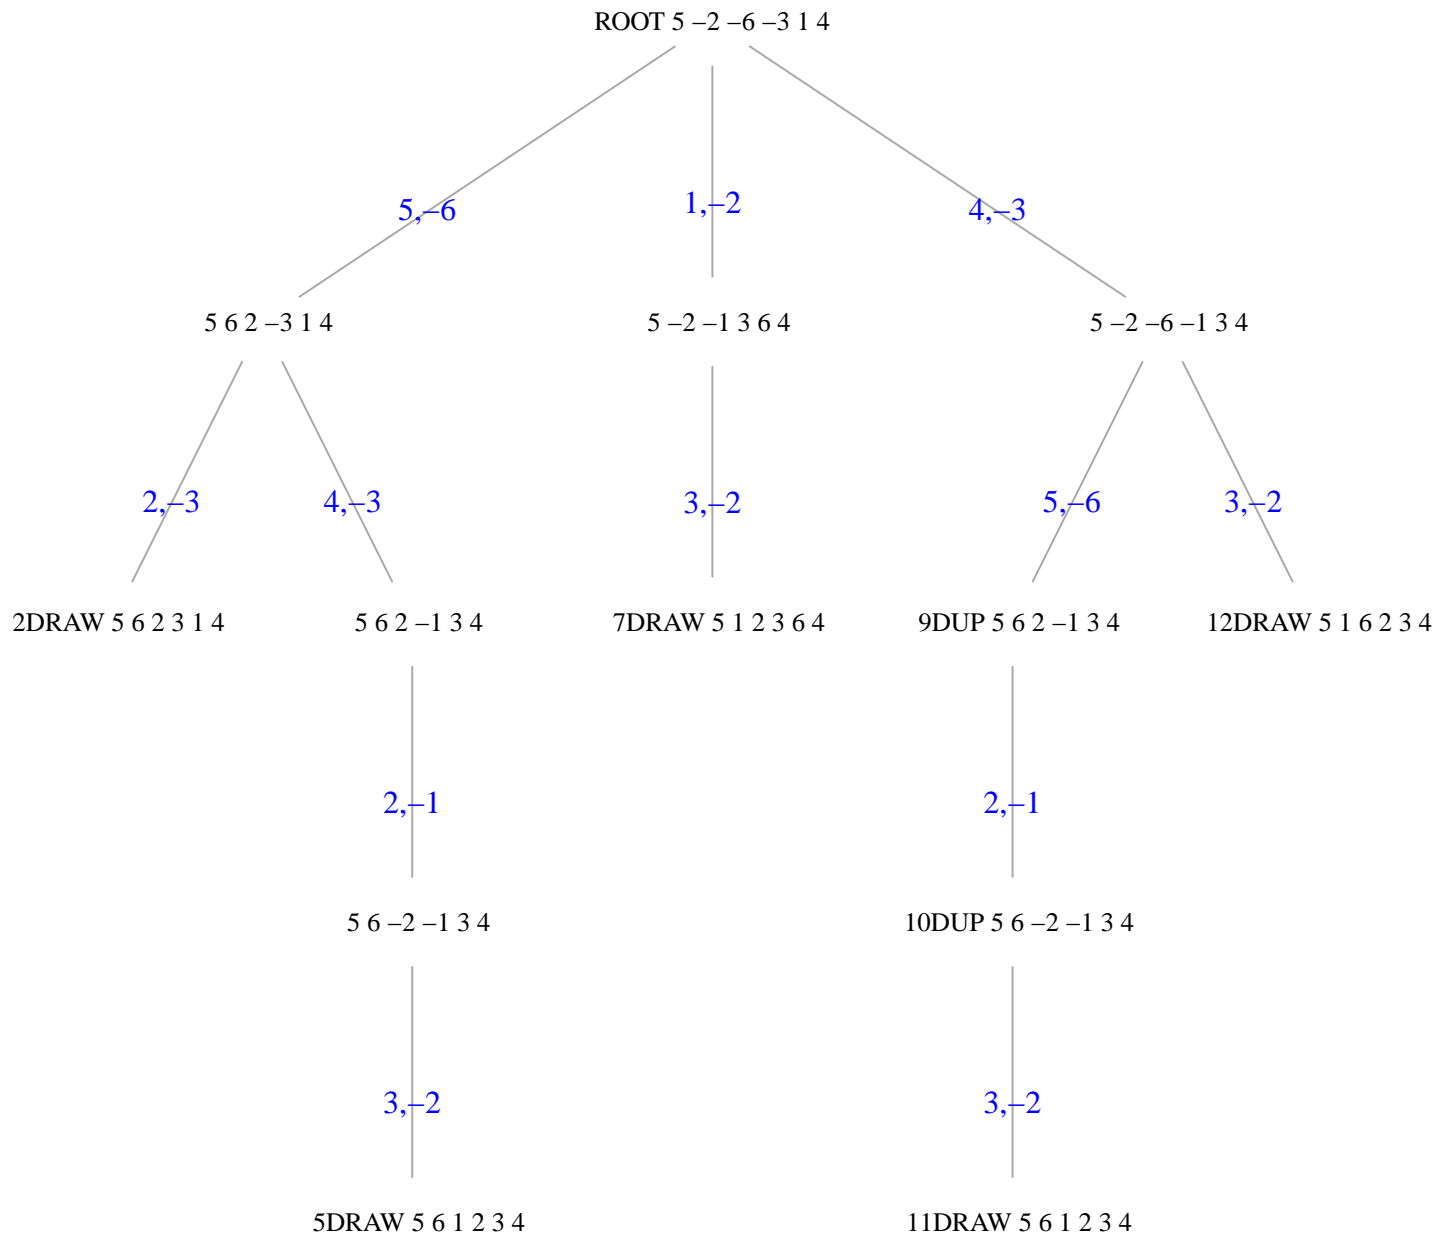 ROOT 5 –2 –6 –3 1 4
5,–6
1,–2
4,–3
5 6 2 –3 1 4
5 –2 –1 3 6 4
5 –2 –6 –1 3 4
2,–3
4,–3
3,–2
5,–6
3,–2
2DRAW 5 6 2 3 1 4
5 6 2 –1 3 4
7DRAW 5 1 2 3 6 4
9DUP 5 6 2 –1 3 4
12DRAW 5 1 6 2 3 4
2,–1
2,–1
5 6 –2 –1 3 4
10DUP 5 6 –2 –1 3 4
3,–2
3,–2
5DRAW 5 6 1 2 3 4
11DRAW 5 6 1 2 3 4